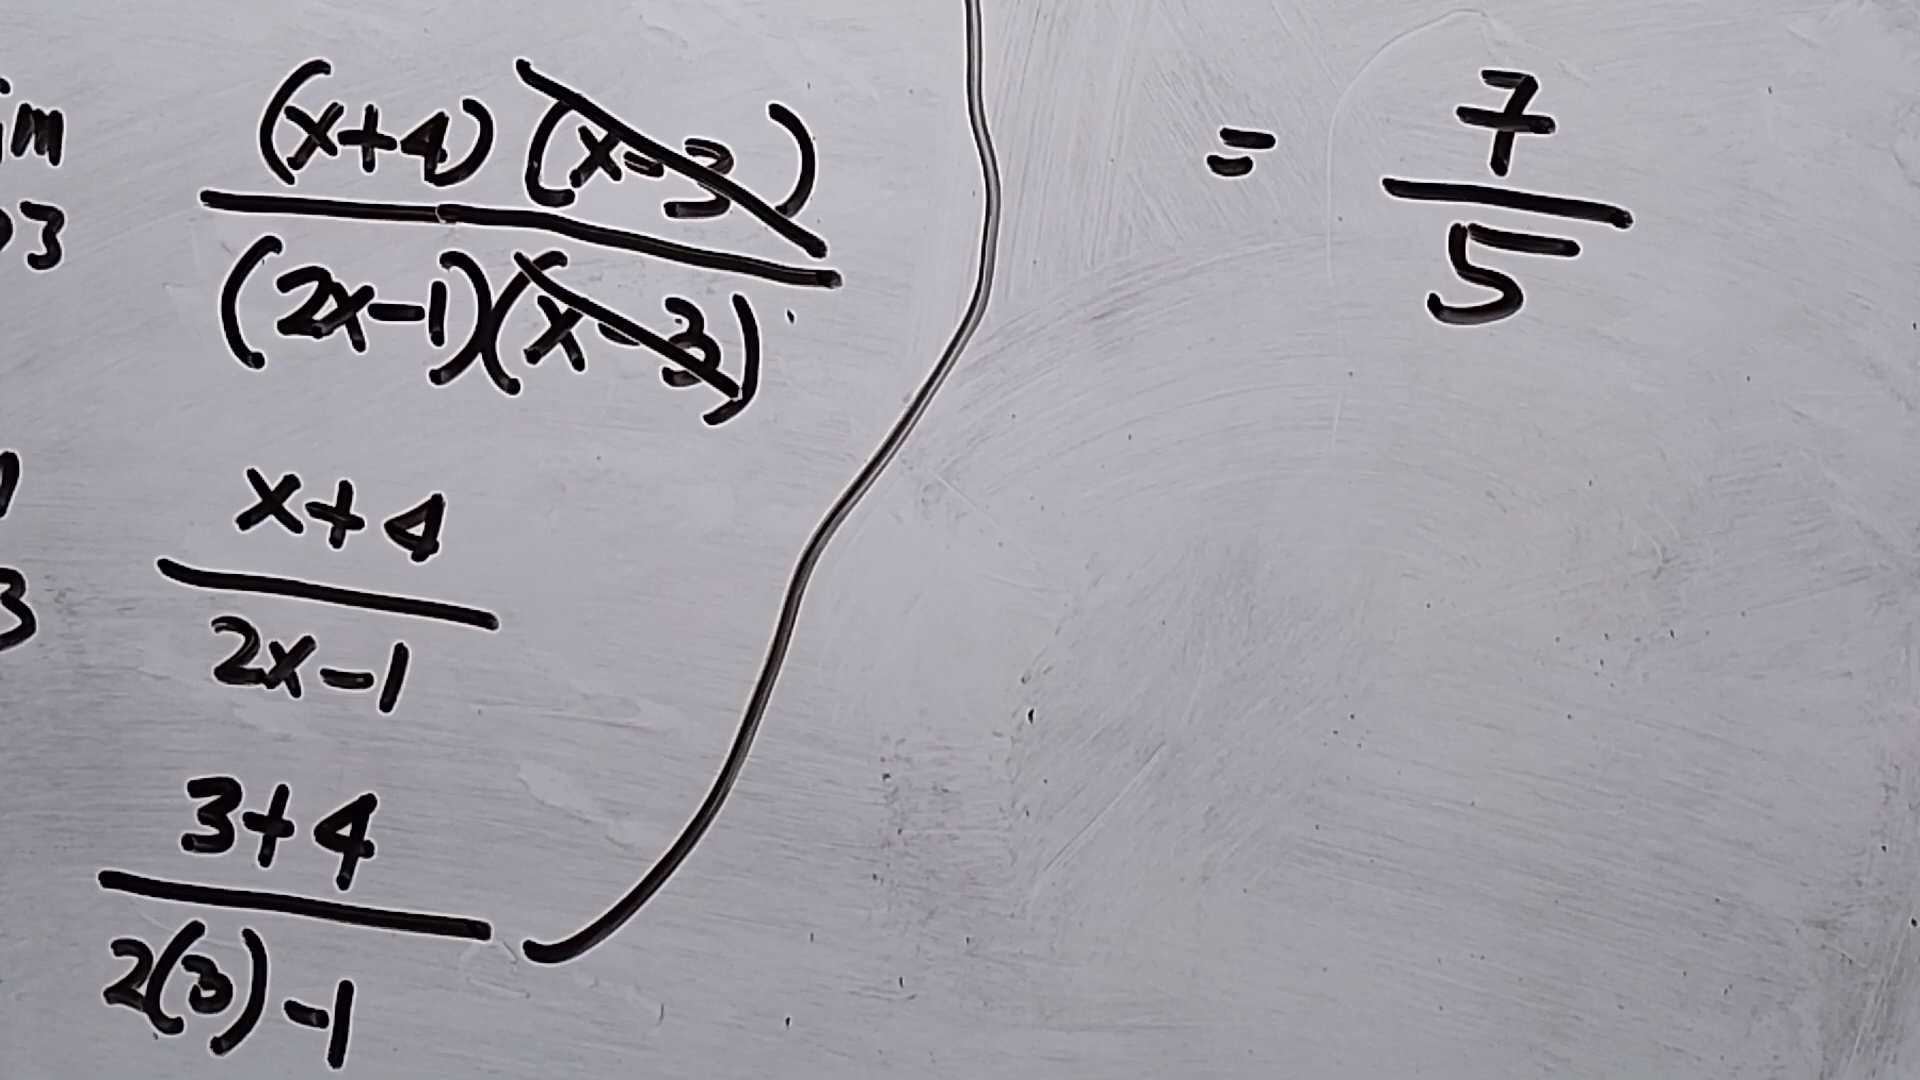 im (x+4)(x-3)
3 (2x-1)(x-3)
x+4
3 2x-1
3+4
2(3)-1
= 7
5